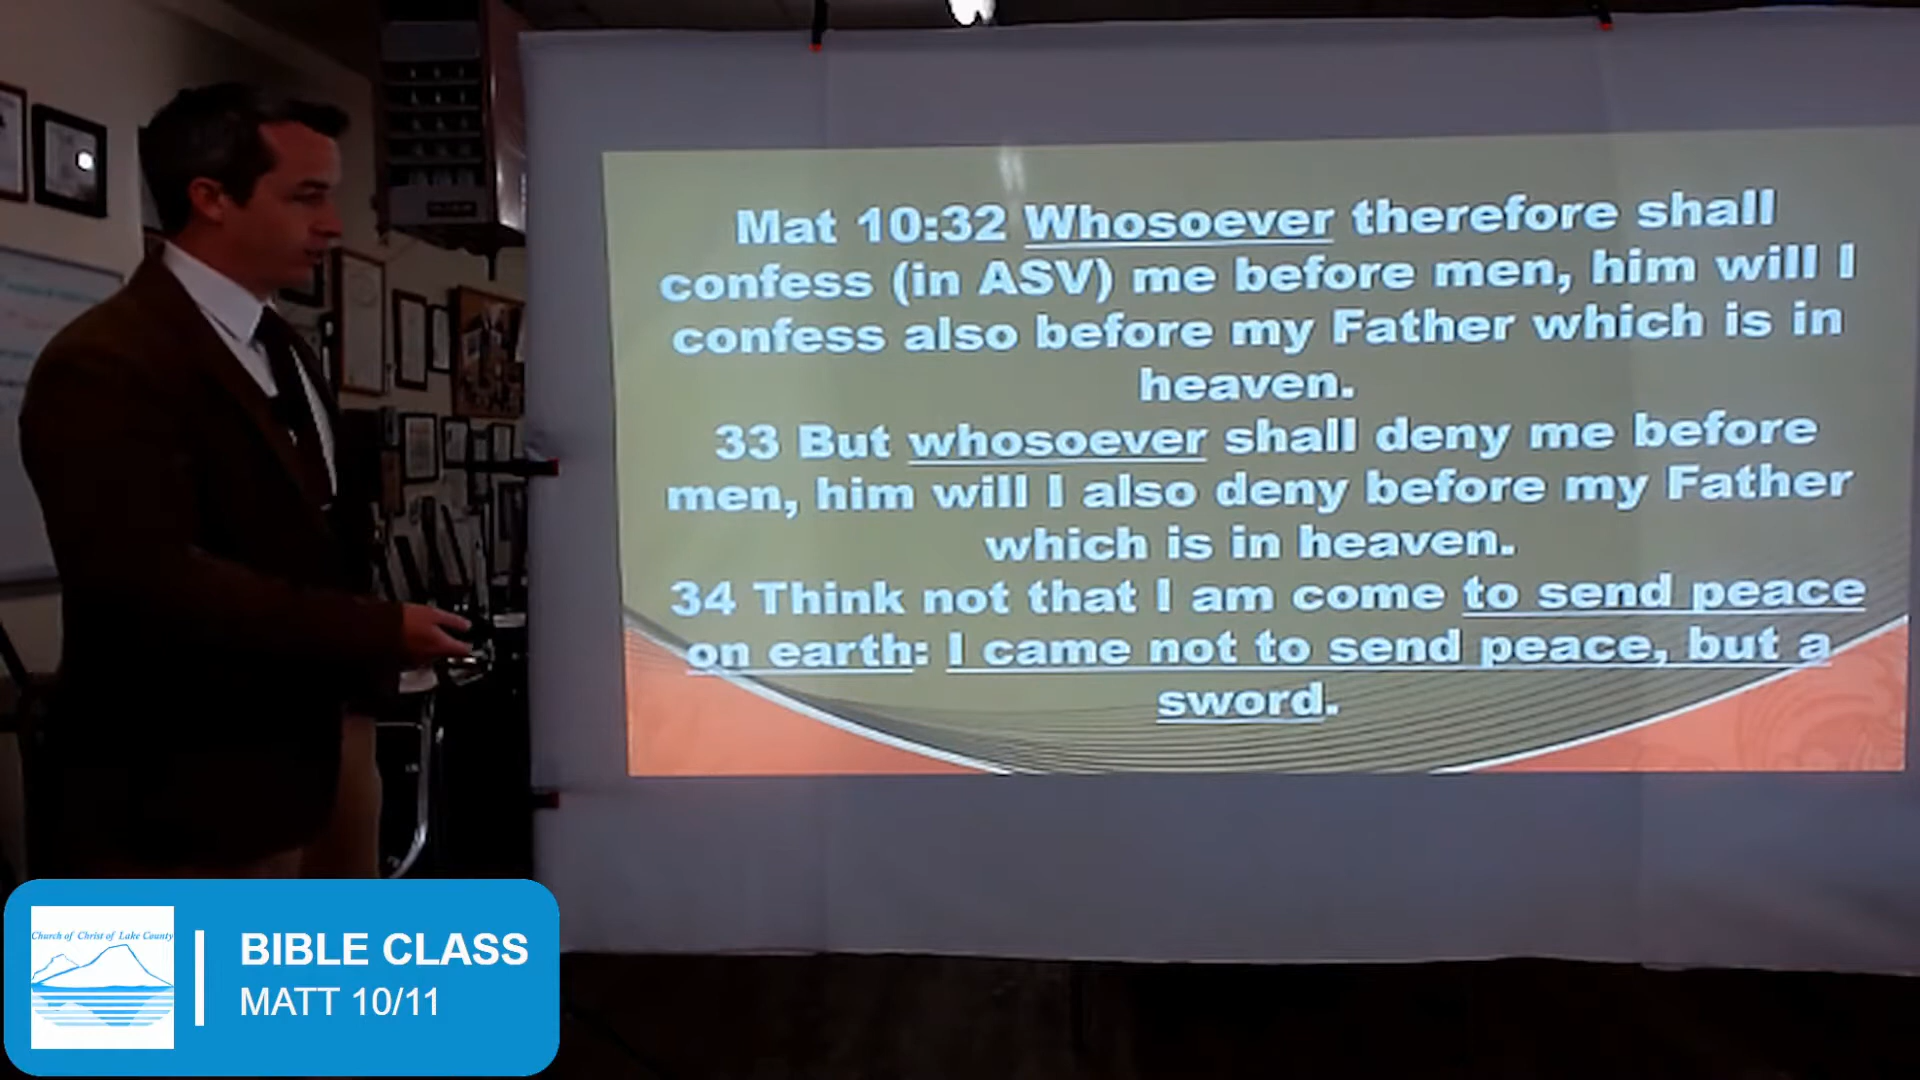 Mat 10:32 Whosoever therefore shall
confess (in ASV) me before men, him will I
confess also before my Father which is in
heaven.
33 But whosoever shall deny me before
men, him will I also deny before my Father
which is in heaven.
34 Think not that I am come to send peace
on earth: I came not to send peace, but a
sword.
Church of Christ of Lake County
BIBLE CLASS
MATT 10/11